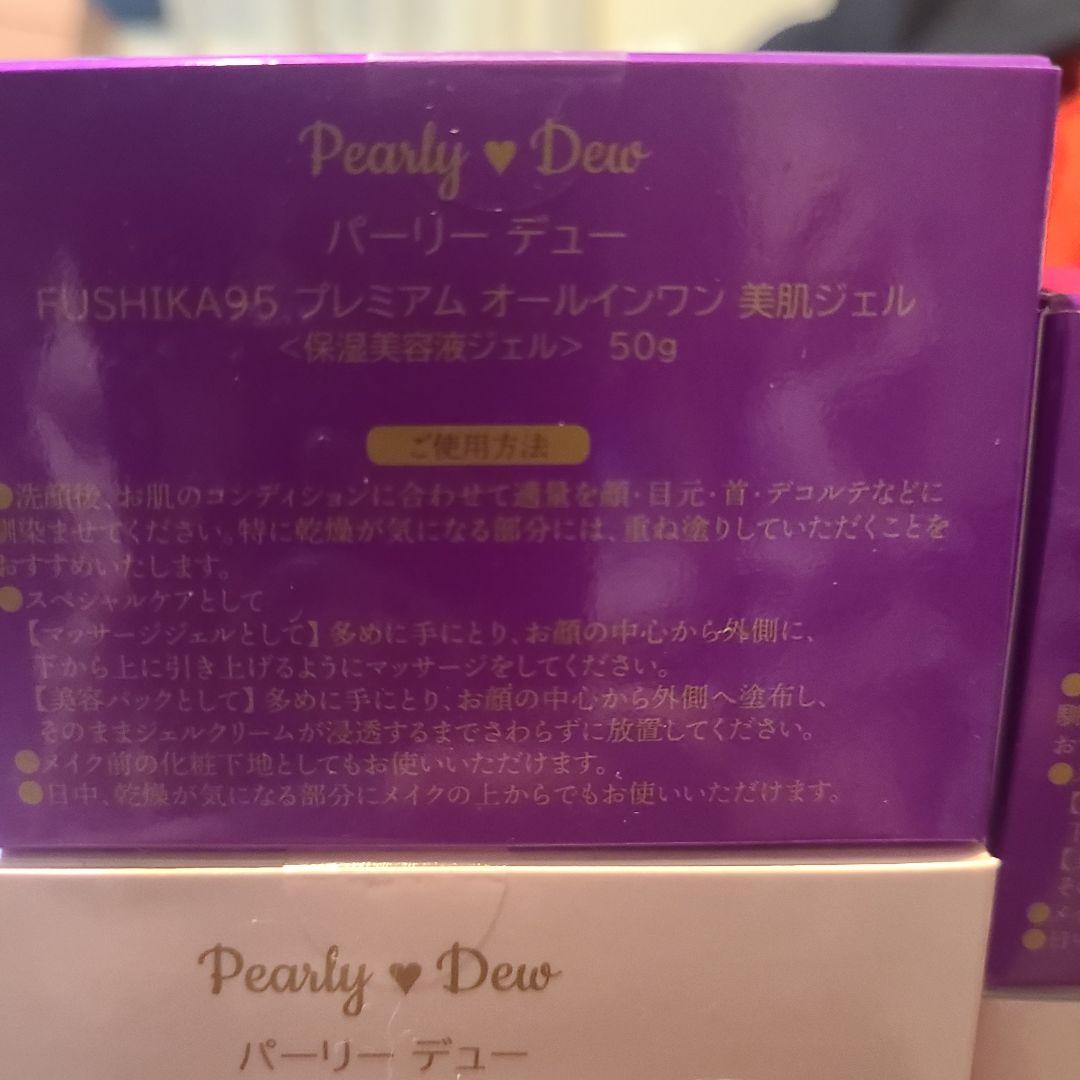 Pearly ♥ Dew
パーリー デュー
FUSHIKA95 プレミアム オールインワン 美肌ジェル
<保湿美容液ジェル> 50g
ご使用方法
●洗顔後、お肌のコンディションに合わせて適量を顔・目元・首・デコルテなどに
馴染ませてください。特に乾燥が気になる部分には、重ね塗りしていただくことを
おすすめいたします。
●スペシャルケアとして
【マッサージジェルとして】多めに手にとり、お顔の中心から外側に、
下から上に引き上げるようにマッサージをしてください。
【美容パックとして】多めに手にとり、お顔の中心から外側へ塗布し、
そのままジェルクリームが浸透するまでさわらずに放置してください。
●メイク前の化粧下地としてもお使いいただけます。
●日中、乾燥が気になる部分にメイクの上からでもお使いいただけます。
Pearly ♥ Dew
パーリー デュー